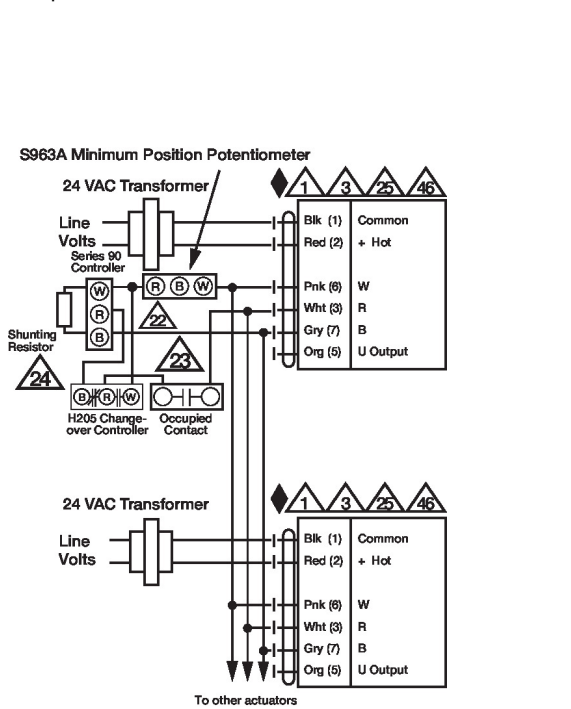 S963A Minimum Position Potentiometer
24 VAC Transformer
1 3 25 46
Line
Volts
Blk (1) Common
Red (2) + Hot
Series 90
Controller
W
R
B
R B W
Pnk (6) W
Wht (3) R
Gry (7) B
Org (5) U Output
22
Shunting
Resistor
23
24
B R W
H205 Change-
over Controller
Occupied
Contact
24 VAC Transformer
1 3 25 46
Line
Volts
Blk (1) Common
Red (2) + Hot
Pnk (6) W
Wht (3) R
Gry (7) B
Org (5) U Output
To other actuators